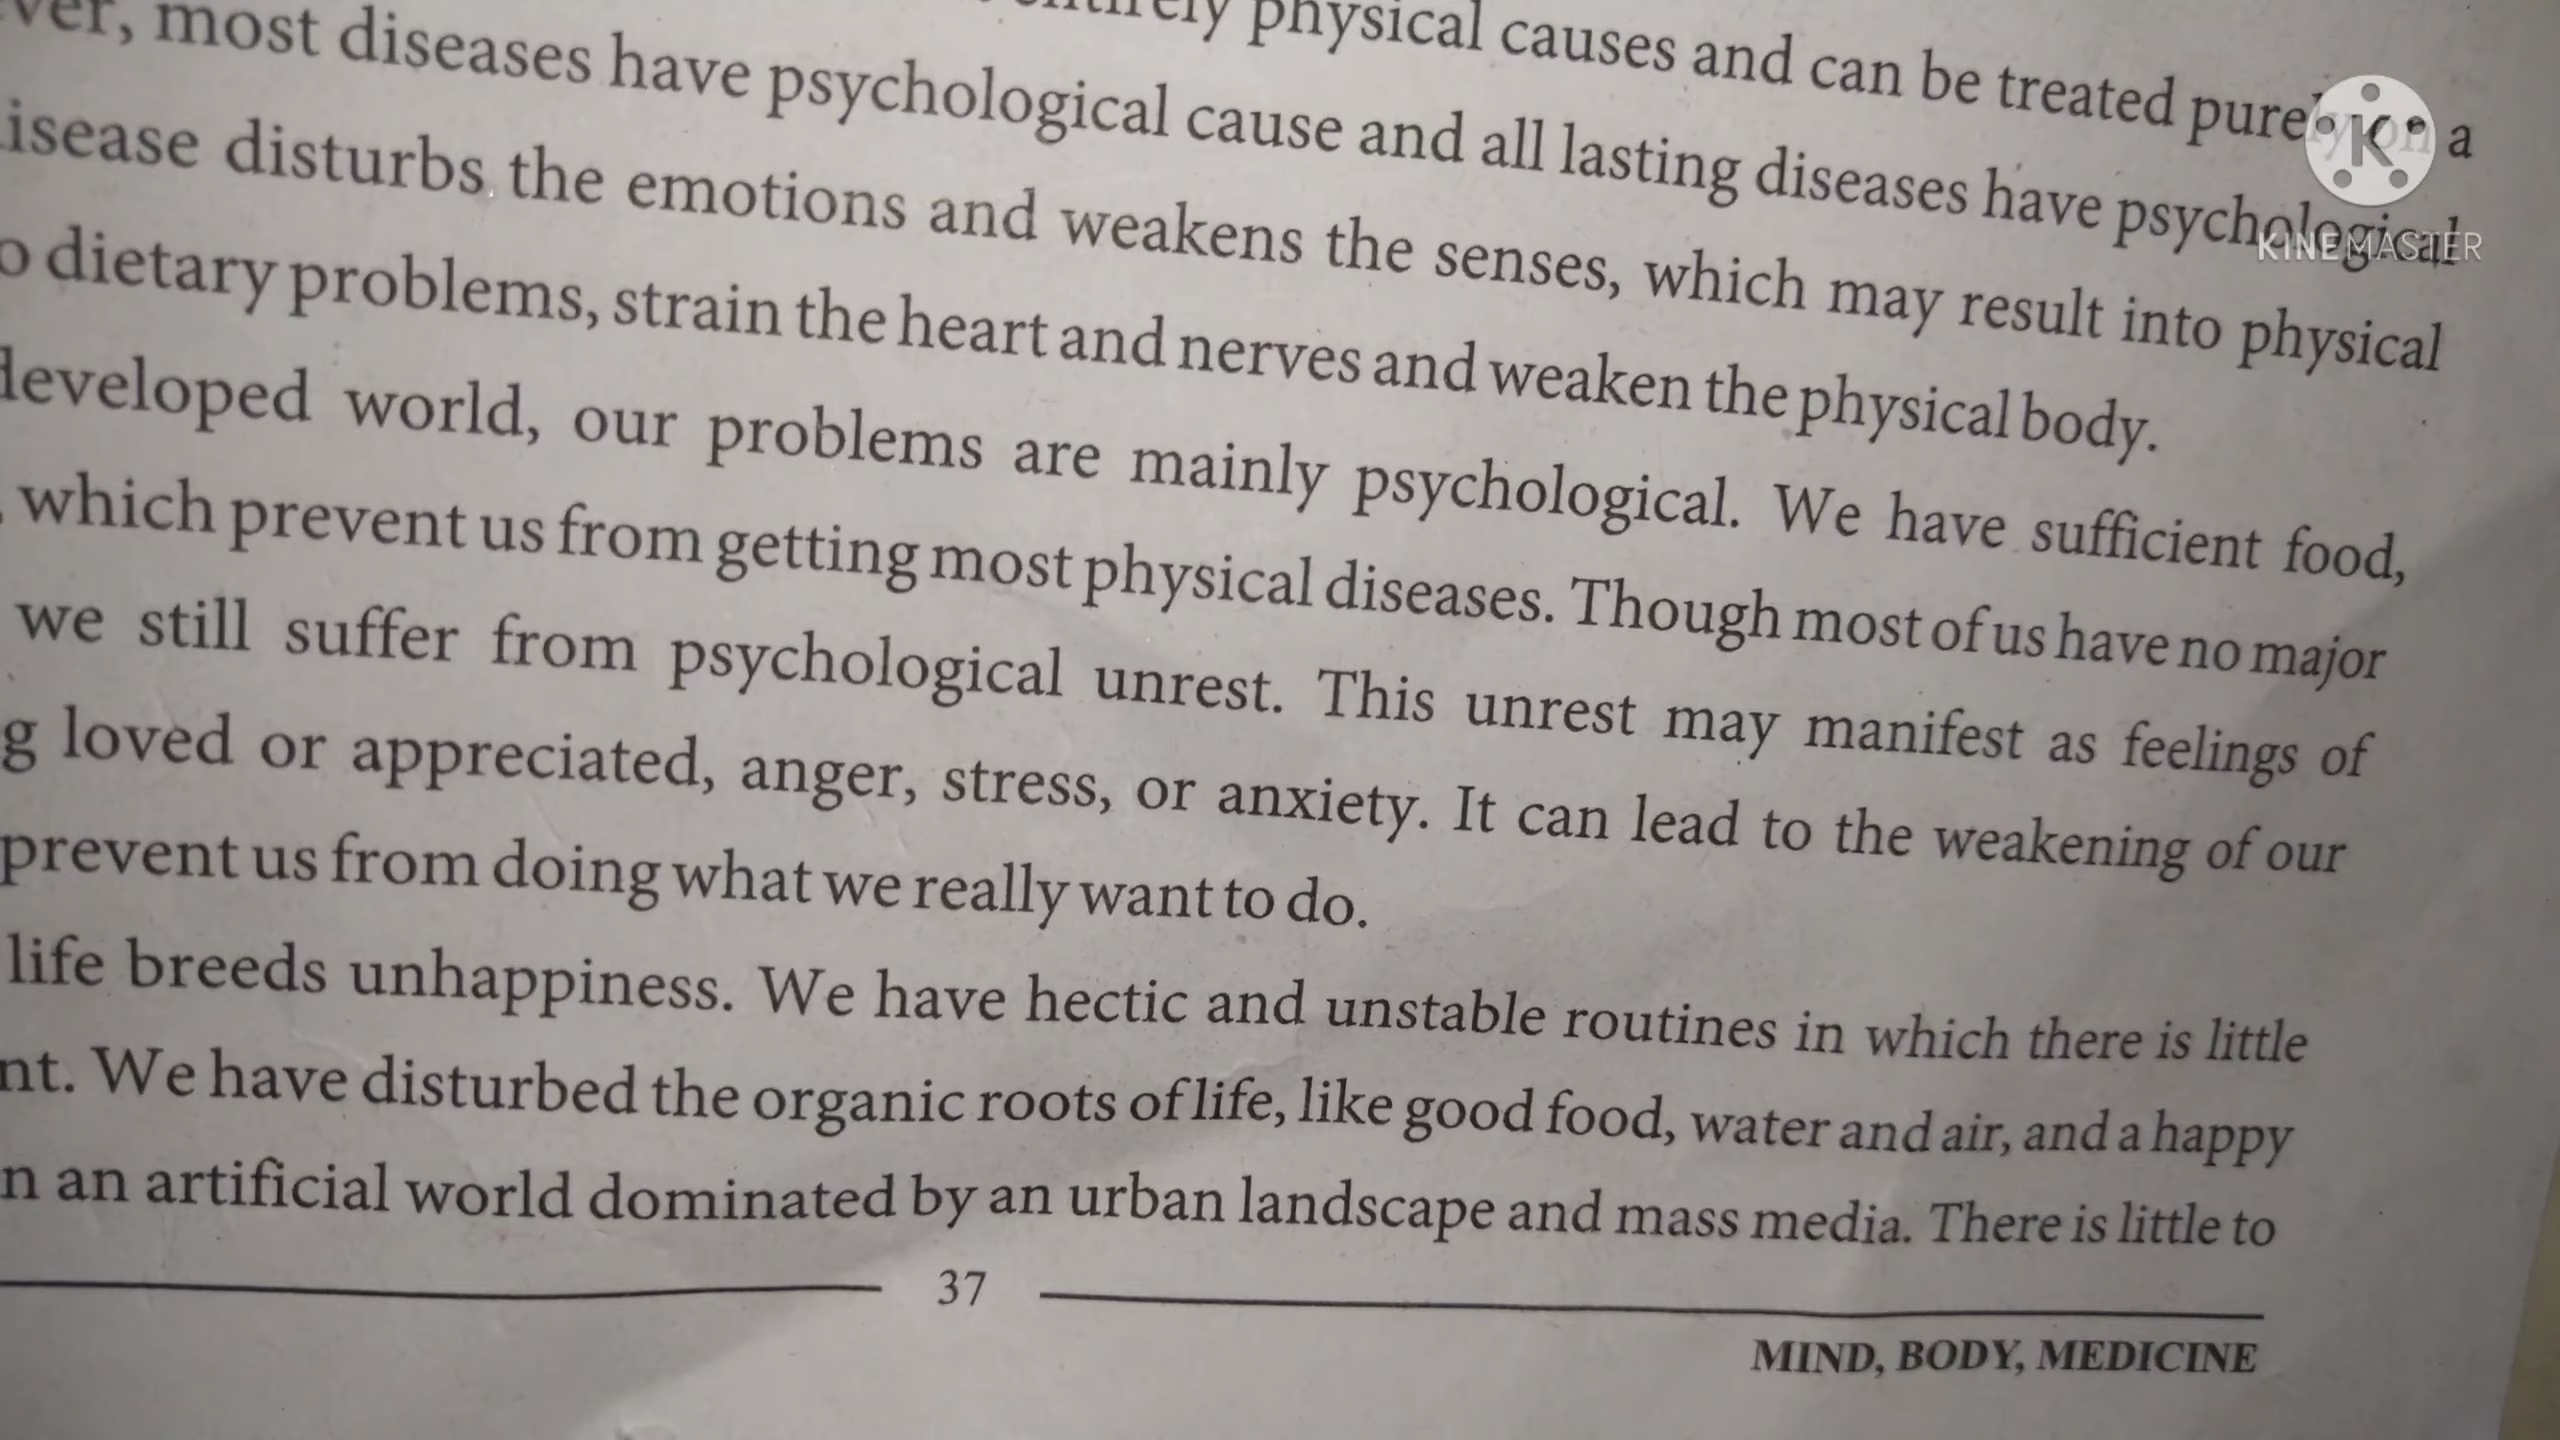 entirely physical causes and can be treated purely on a
ver, most diseases have psychological cause and all lasting diseases have psychological
isease disturbs the emotions and weakens the senses, which may result into physical
o dietary problems, strain the heart and nerves and weaken the physical body.
developed world, our problems are mainly psychological. We have sufficient food,
, which prevent us from getting most physical diseases. Though most of us have no major
we still suffer from psychological unrest. This unrest may manifest as feelings of
g loved or appreciated, anger, stress, or anxiety. It can lead to the weakening of our
prevent us from doing what we really want to do.
life breeds unhappiness. We have hectic and unstable routines in which there is little
nt. We have disturbed the organic roots of life, like good food, water and air, and a happy
n an artificial world dominated by an urban landscape and mass media. There is little to
37
MIND, BODY, MEDICINE
K
KINEMASTER